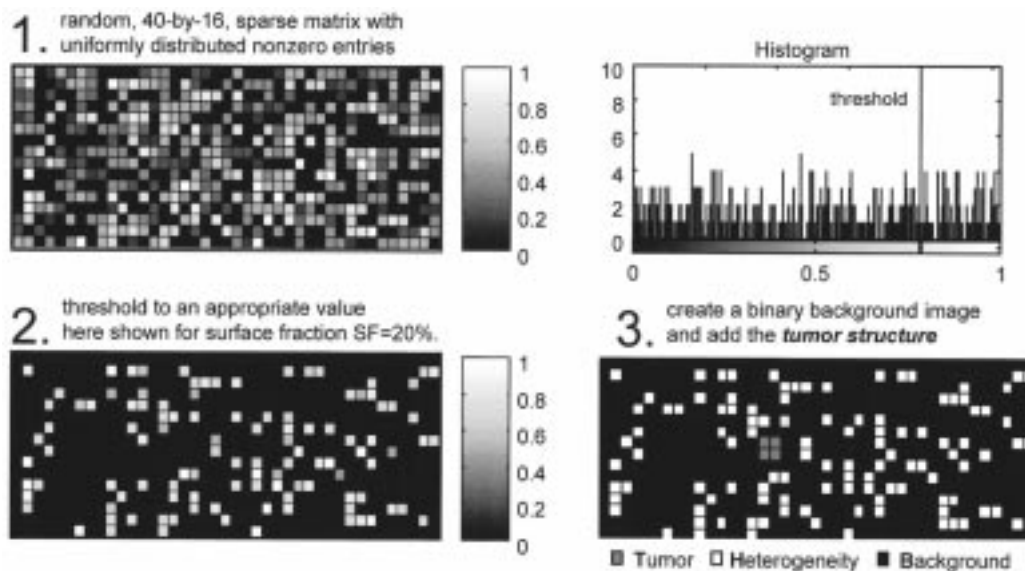 1. random, 40-by-16, sparse matrix with
uniformly distributed nonzero entries
1
0.8
0.6
0.4
0.2
0
Histogram
threshold
10
8
6
4
2
0
0
0.5
1
2. threshold to an appropriate value
here shown for surface fraction SF=20%.
1
0.8
0.6
0.4
0.2
0
3. create a binary background image
and add the tumor structure
Tumor Heterogeneity Background